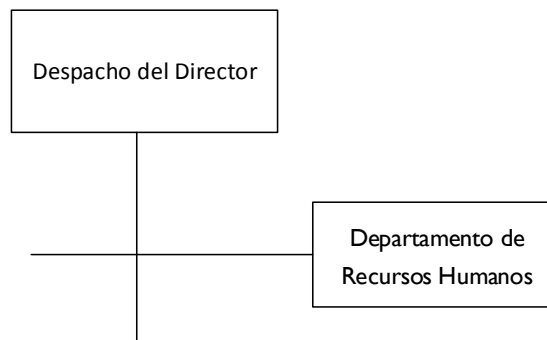 Despacho del Director
Departamento de
Recursos Humanos